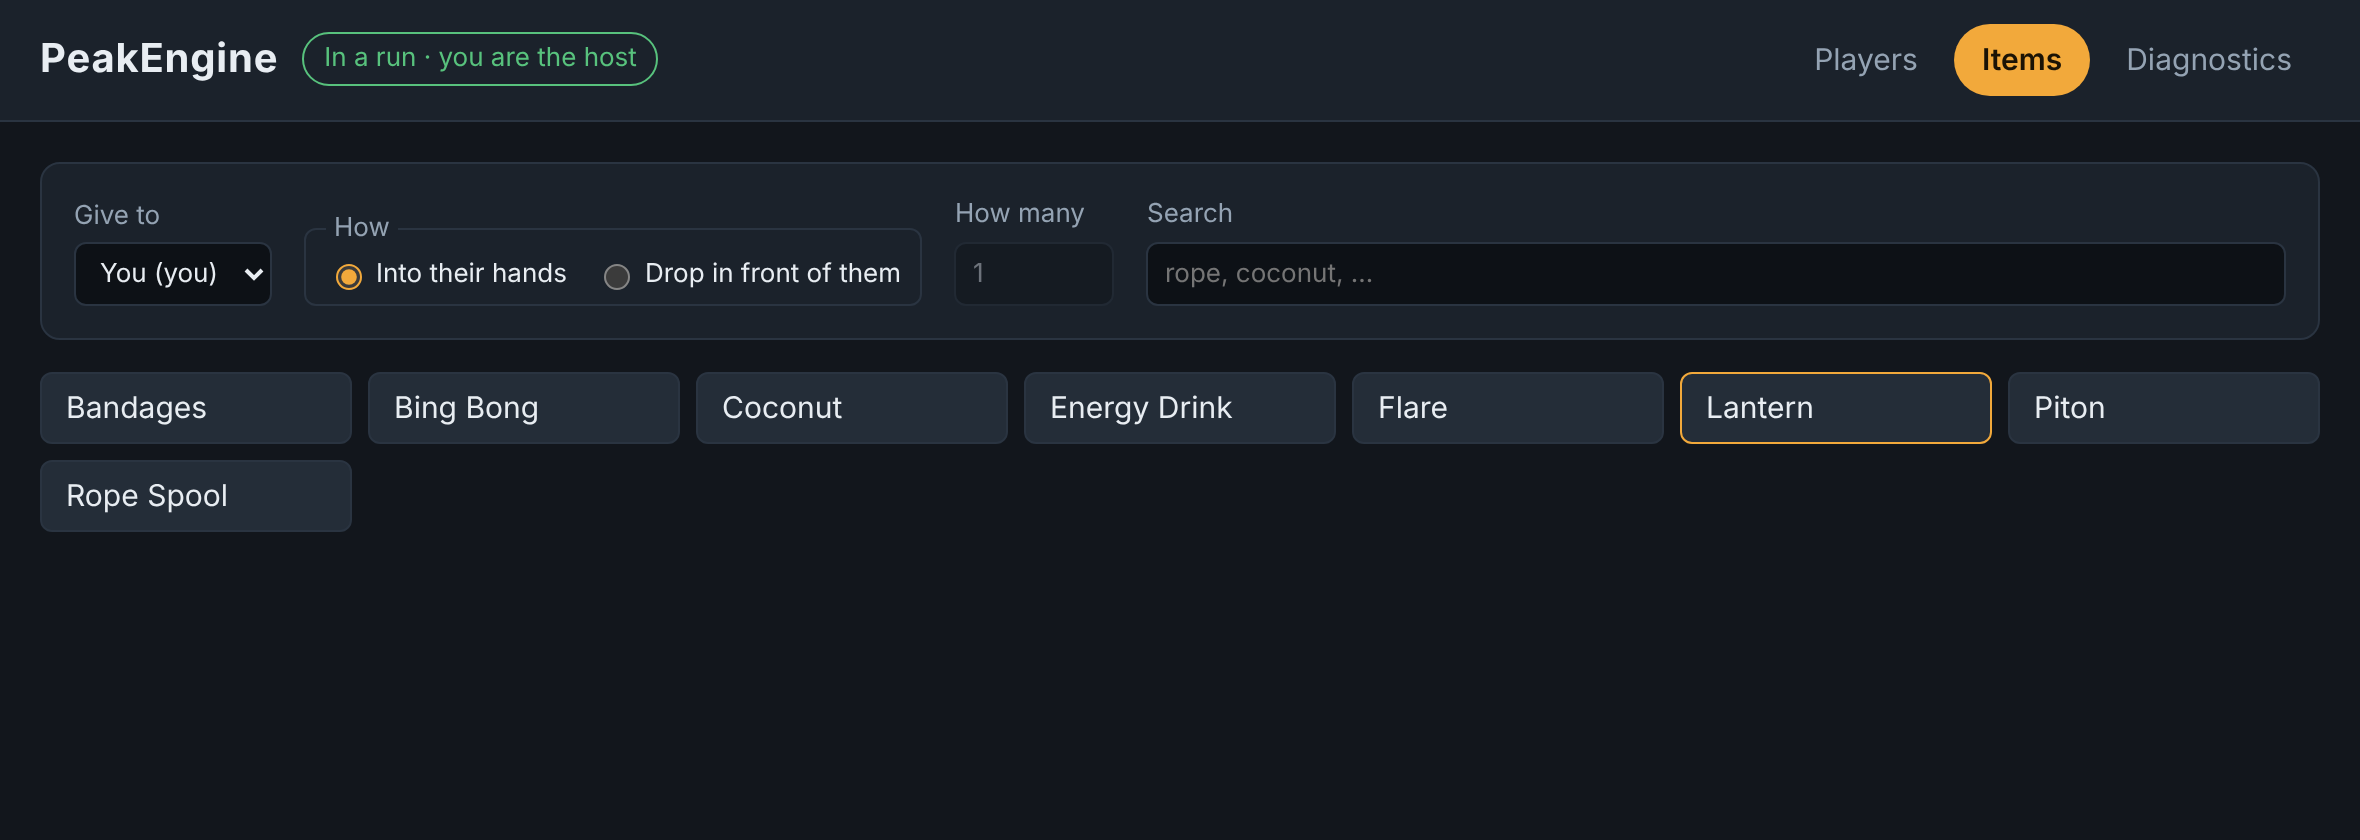 PeakEngine
In a run · you are the host
Players
Items
Diagnostics
Give to
You (you)
How
Into their hands
Drop in front of them
How many
1
Search
rope, coconut, ...
Bandages
Bing Bong
Coconut
Energy Drink
Flare
Lantern
Piton
Rope Spool